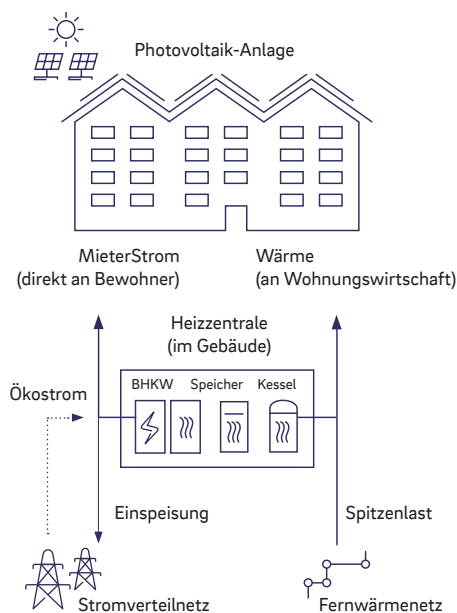 Photovoltaik-Anlage
MieterStrom
(direkt an Bewohner)
Wärme
(an Wohnungswirtschaft)
Heizzentrale
(im Gebäude)
BHKW Speicher Kessel
Ökostrom
Einspeisung
Spitzenlast
Stromverteilnetz
Fernwärmenetz